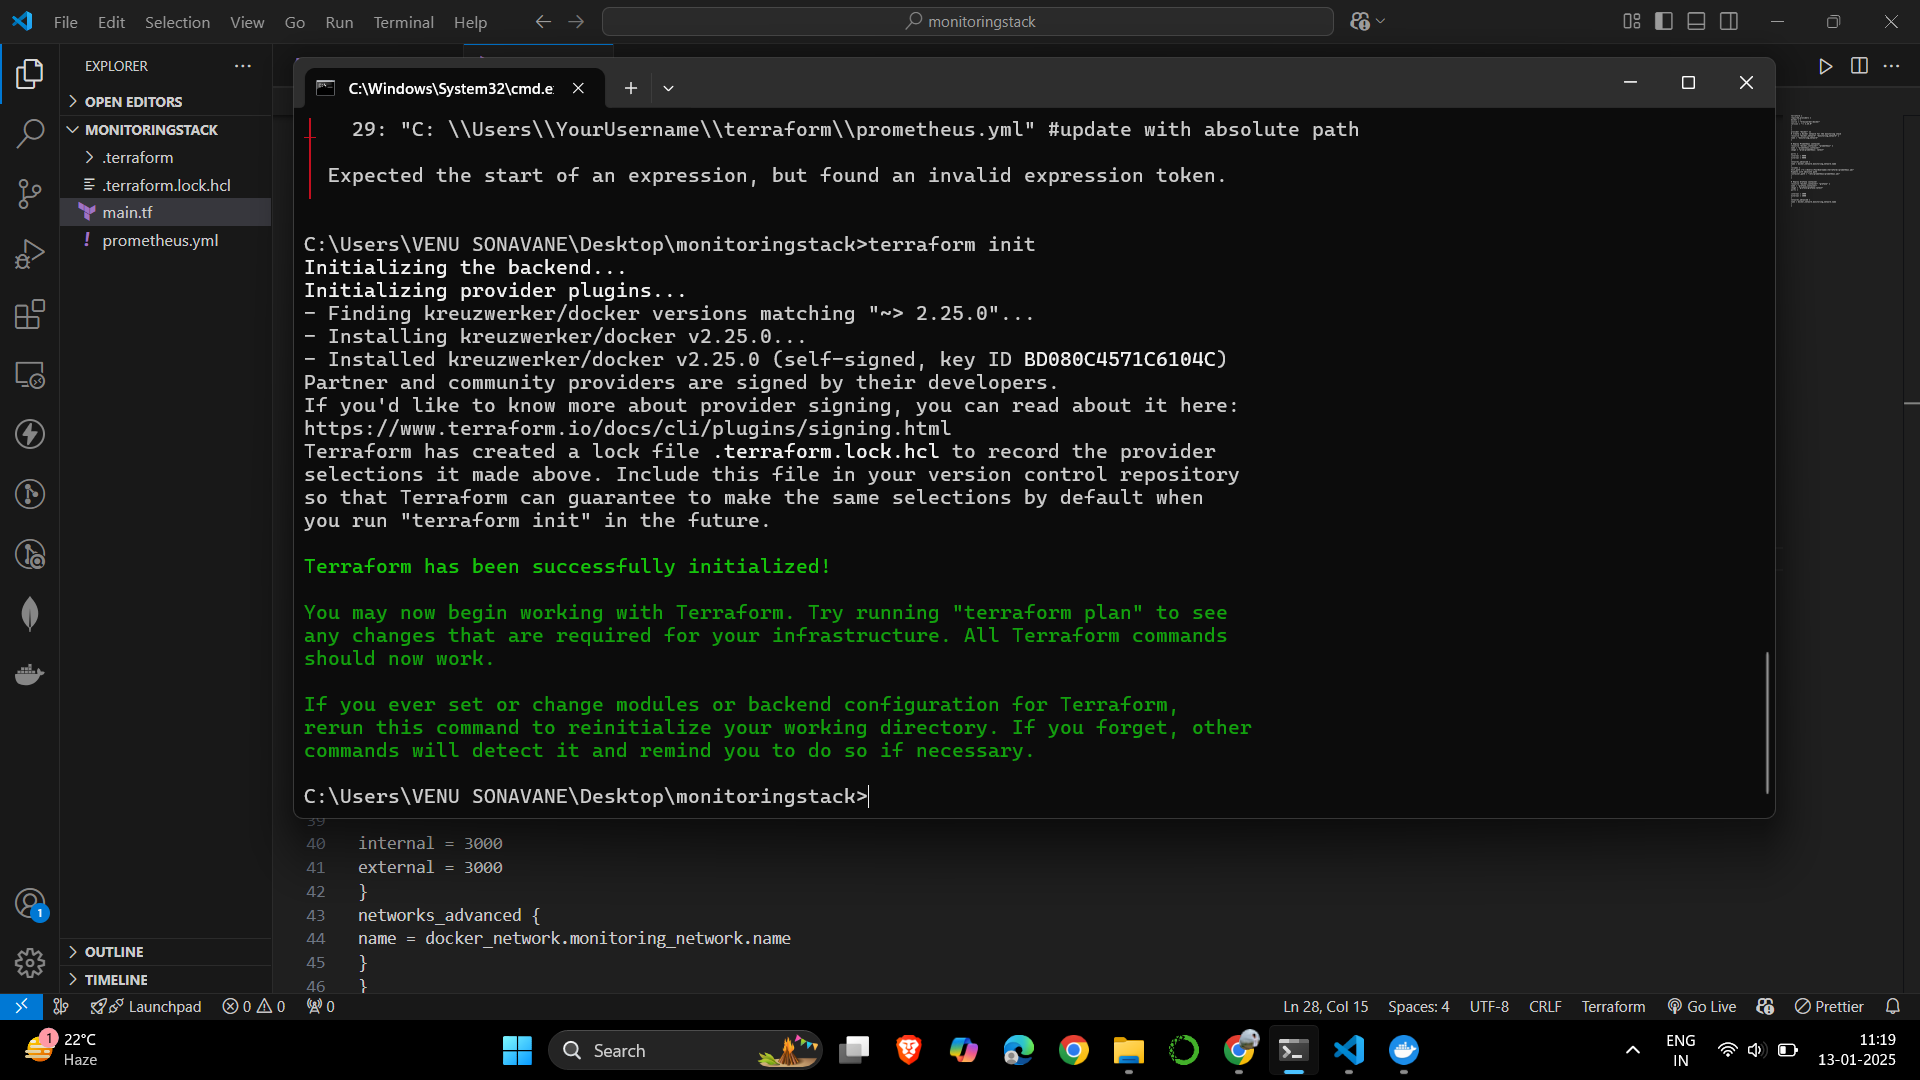 File Edit Selection View Go Run Terminal Help
monitoringstack
EXPLORER
OPEN EDITORS
MONITORINGSTACK
.terraform
.terraform.lock.hcl
main.tf
! prometheus.yml
OUTLINE
TIMELINE
C:\Windows\System32\cmd.e
29: "C: \\Users\\YourUsername\\terraform\\prometheus.yml" #update with absolute path
Expected the start of an expression, but found an invalid expression token.
C:\Users\VENU SONAVANE\Desktop\monitoringstack>terraform init
Initializing the backend...
Initializing provider plugins...
- Finding kreuzwerker/docker versions matching "~> 2.25.0"...
- Installing kreuzwerker/docker v2.25.0...
- Installed kreuzwerker/docker v2.25.0 (self-signed, key ID BD080C4571C6104C)
Partner and community providers are signed by their developers.
If you'd like to know more about provider signing, you can read about it here:
https://www.terraform.io/docs/cli/plugins/signing.html
Terraform has created a lock file .terraform.lock.hcl to record the provider
selections it made above. Include this file in your version control repository
so that Terraform can guarantee to make the same selections by default when
you run "terraform init" in the future.
Terraform has been successfully initialized!
You may now begin working with Terraform. Try running "terraform plan" to see
any changes that are required for your infrastructure. All Terraform commands
should now work.
If you ever set or change modules or backend configuration for Terraform,
rerun this command to reinitialize your working directory. If you forget, other
commands will detect it and remind you to do so if necessary.
C:\Users\VENU SONAVANE\Desktop\monitoringstack>
39
40 internal = 3000
41 external = 3000
42 }
43 networks_advanced {
44 name = docker_network.monitoring_network.name
45 }
46 }
1
Launchpad 0 0 0
Ln 28, Col 15 Spaces: 4 UTF-8 CRLF Terraform Go Live Prettier
1
22°C
Haze
Search
ENG
IN
11:19
13-01-2025